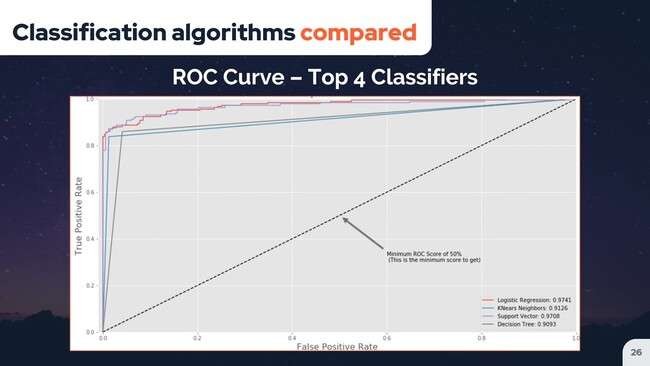 Classification algorithms compared
ROC Curve – Top 4 Classifiers
1.0
0.8
0.6
0.4
0.2
0.0
True Positive Rate
Minimum ROC Score of 50%
(This is the minimum score to get)
Logistic Regression: 0.9741
KNears Neighbors: 0.9126
Support Vector: 0.9708
Decision Tree: 0.9093
0.0 0.2 0.4 0.6 0.8 1.0
False Positive Rate
26